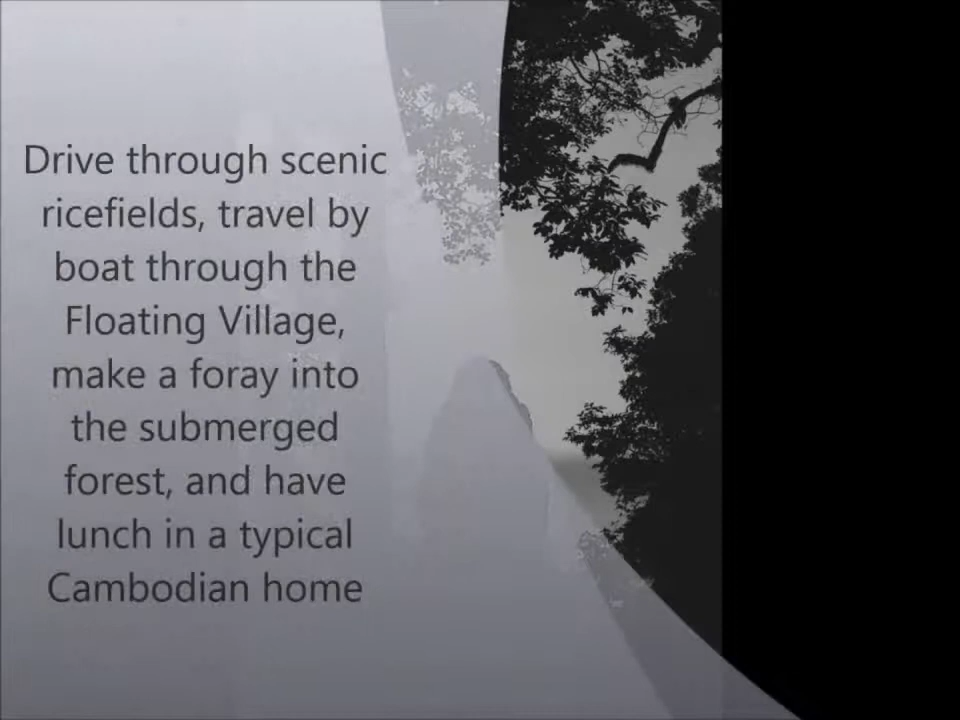 Drive through scenic
ricefields, travel by
boat through the
Floating Village,
make a foray into
the submerged
forest, and have
lunch in a typical
Cambodian home